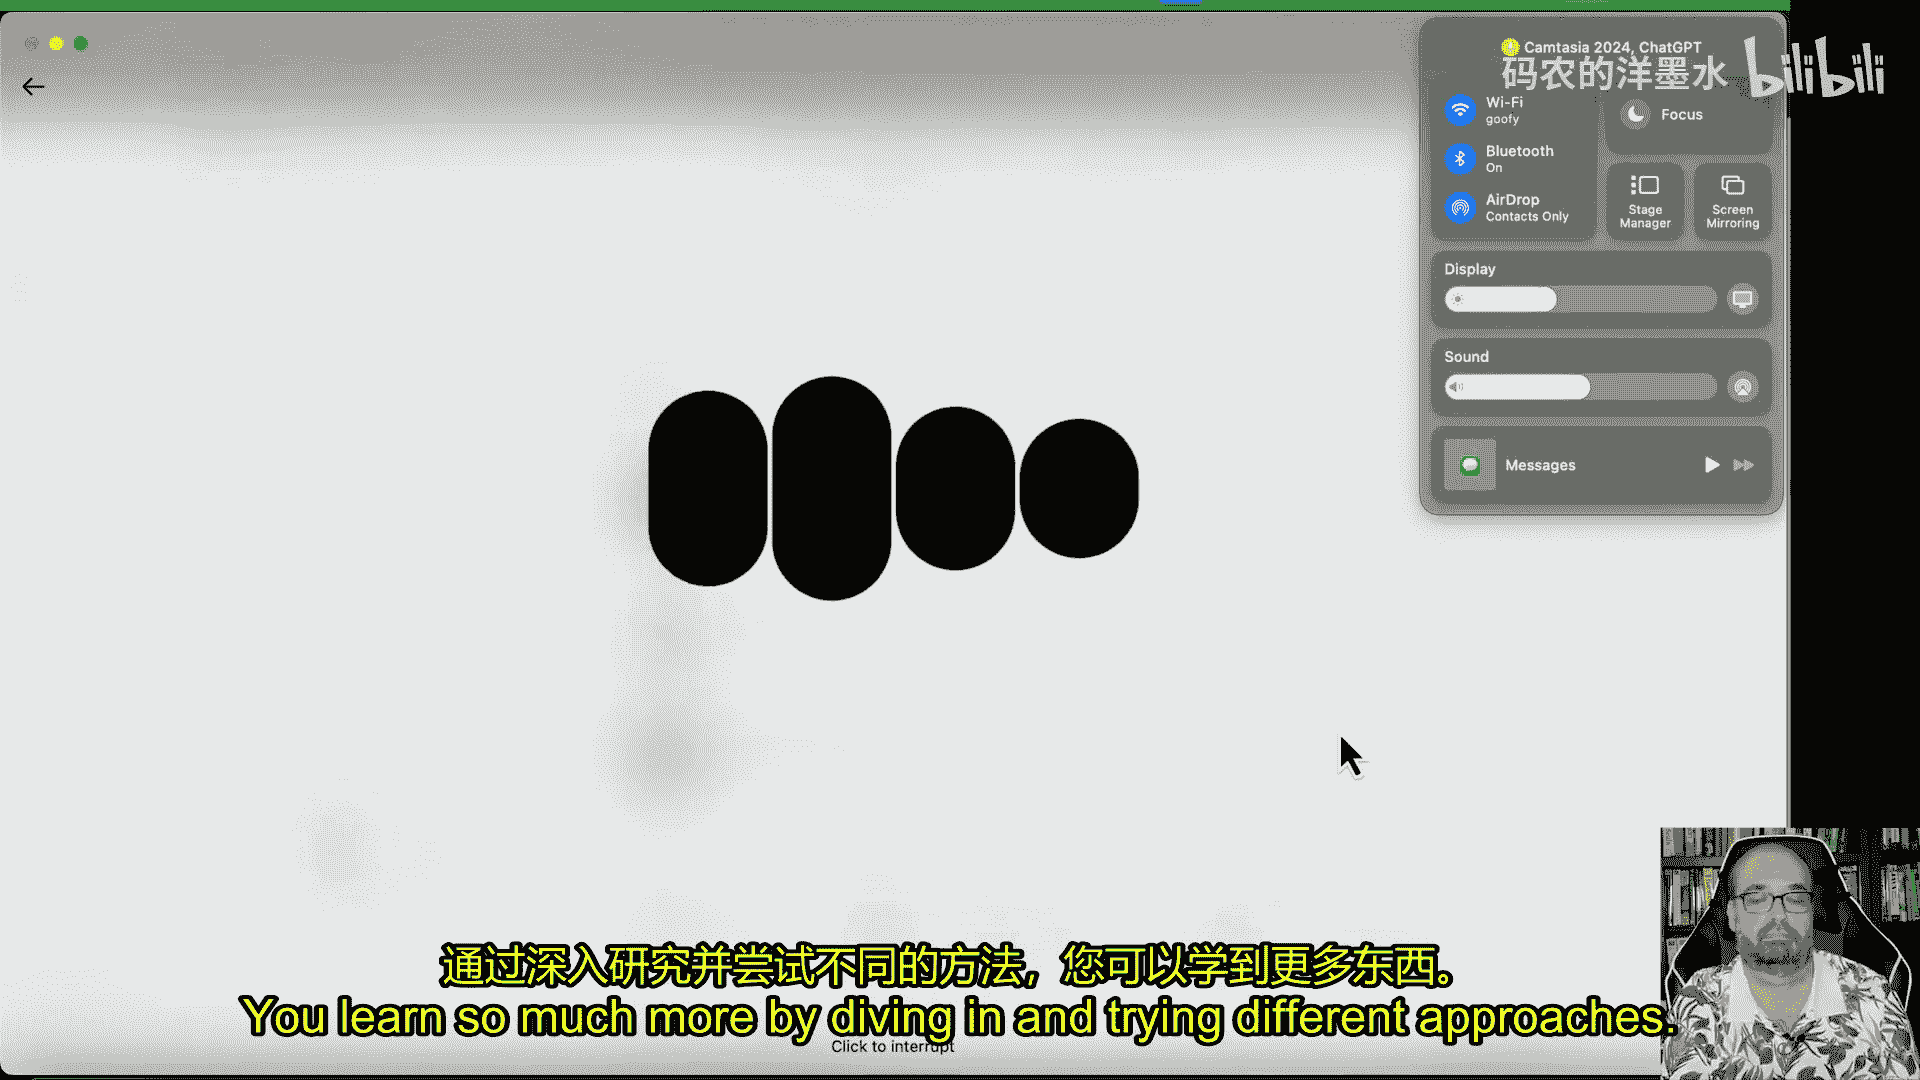 Camtasia 2024, ChatGPT
码农的洋墨水 bilibili
Wi-Fi
goofy
Focus
Bluetooth
On
AirDrop
Contacts Only
Stage
Manager
Screen
Mirroring
Display
Sound
Messages
通过深入研究并尝试不同的方法，您可以学到更多东西。
You learn so much more by diving in and trying different approaches.
Click to interrupt